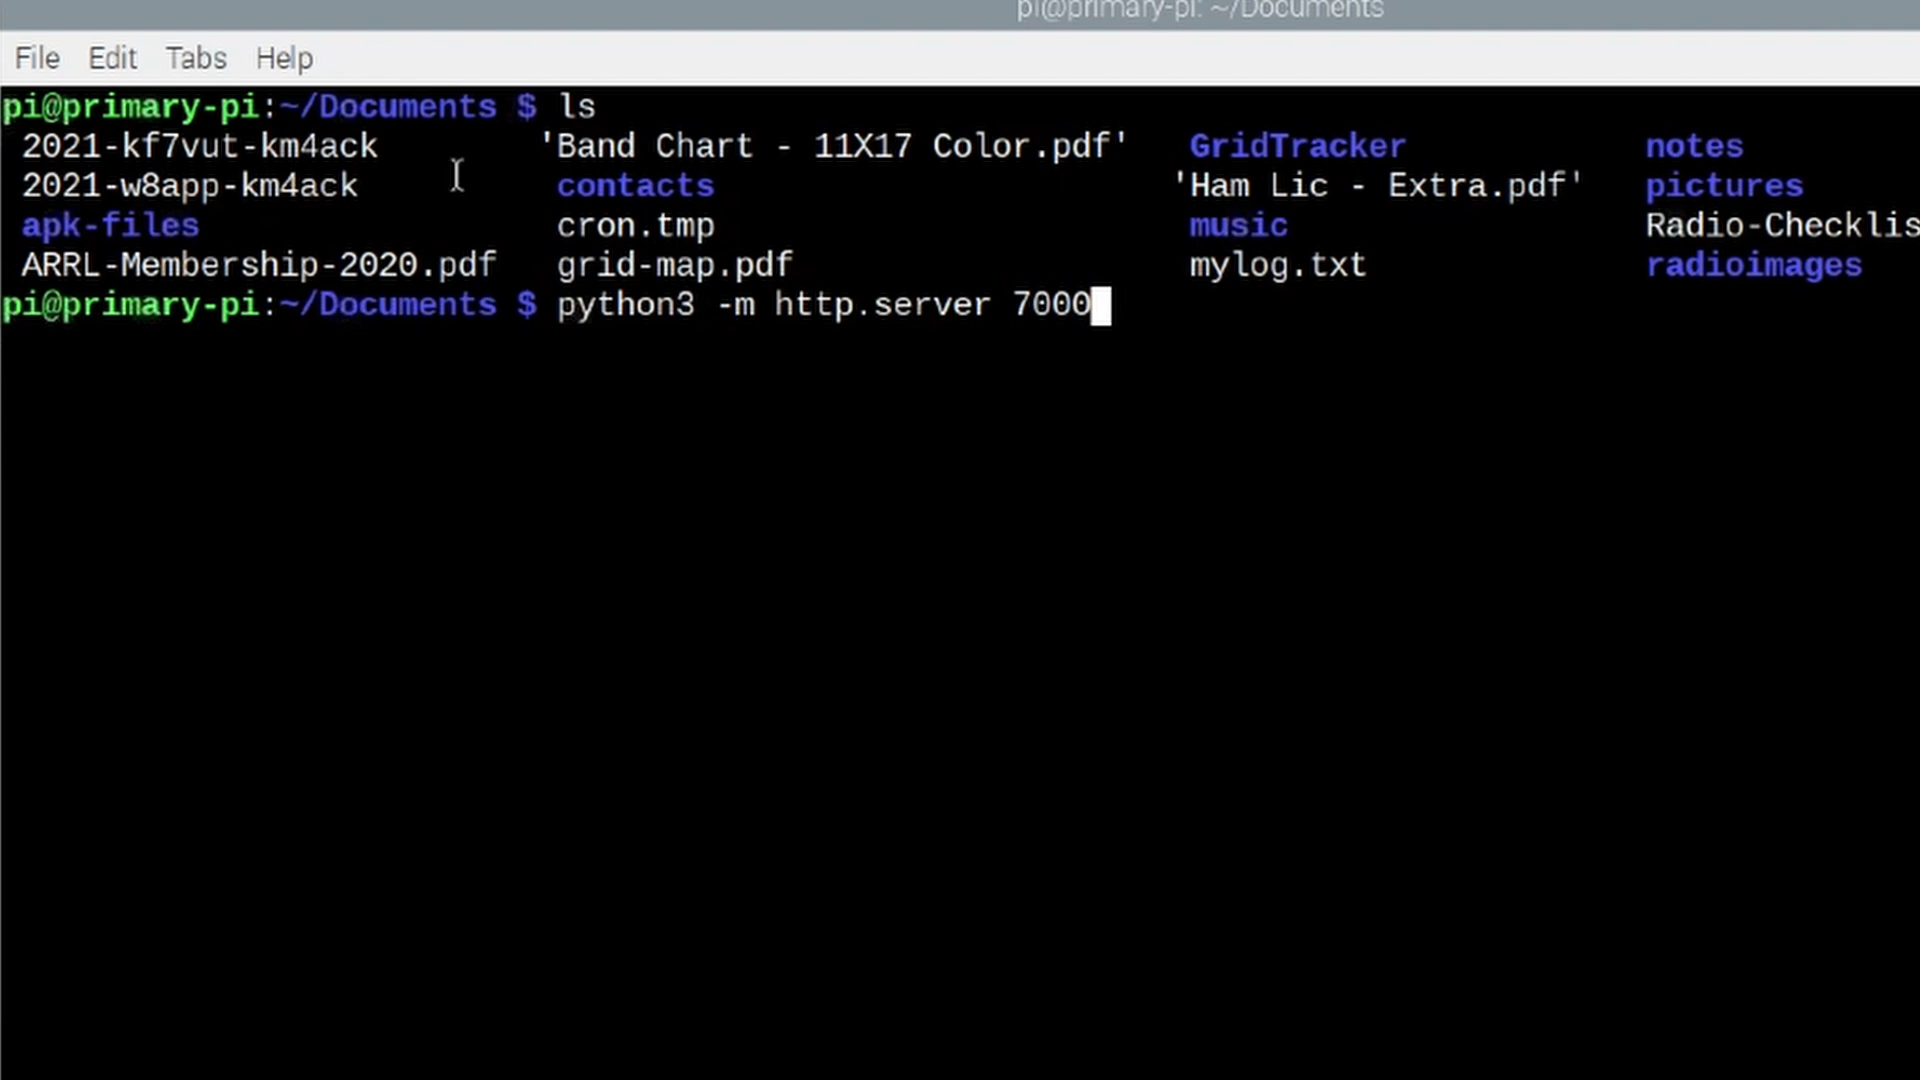 pi@primary-pi: ~/Documents
File Edit Tabs Help
pi@primary-pi:~/Documents $ ls
2021-kf7vut-km4ack 'Band Chart - 11X17 Color.pdf' GridTracker notes
2021-w8app-km4ack contacts 'Ham Lic - Extra.pdf' pictures
apk-files cron.tmp music Radio-Checklis
ARRL-Membership-2020.pdf grid-map.pdf mylog.txt radioimages
pi@primary-pi:~/Documents $ python3 -m http.server 7000